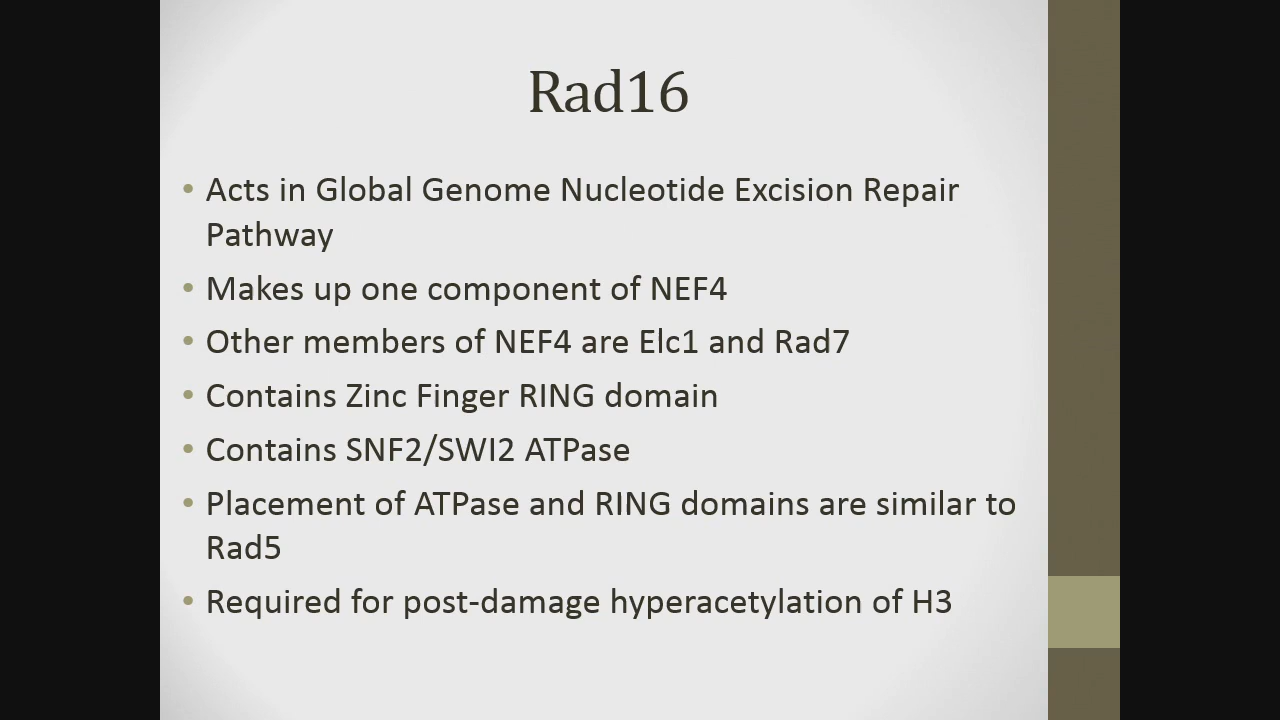 Rad16
• Acts in Global Genome Nucleotide Excision Repair
Pathway
• Makes up one component of NEF4
• Other members of NEF4 are Elc1 and Rad7
• Contains Zinc Finger RING domain
• Contains SNF2/SWI2 ATPase
• Placement of ATPase and RING domains are similar to
Rad5
• Required for post-damage hyperacetylation of H3